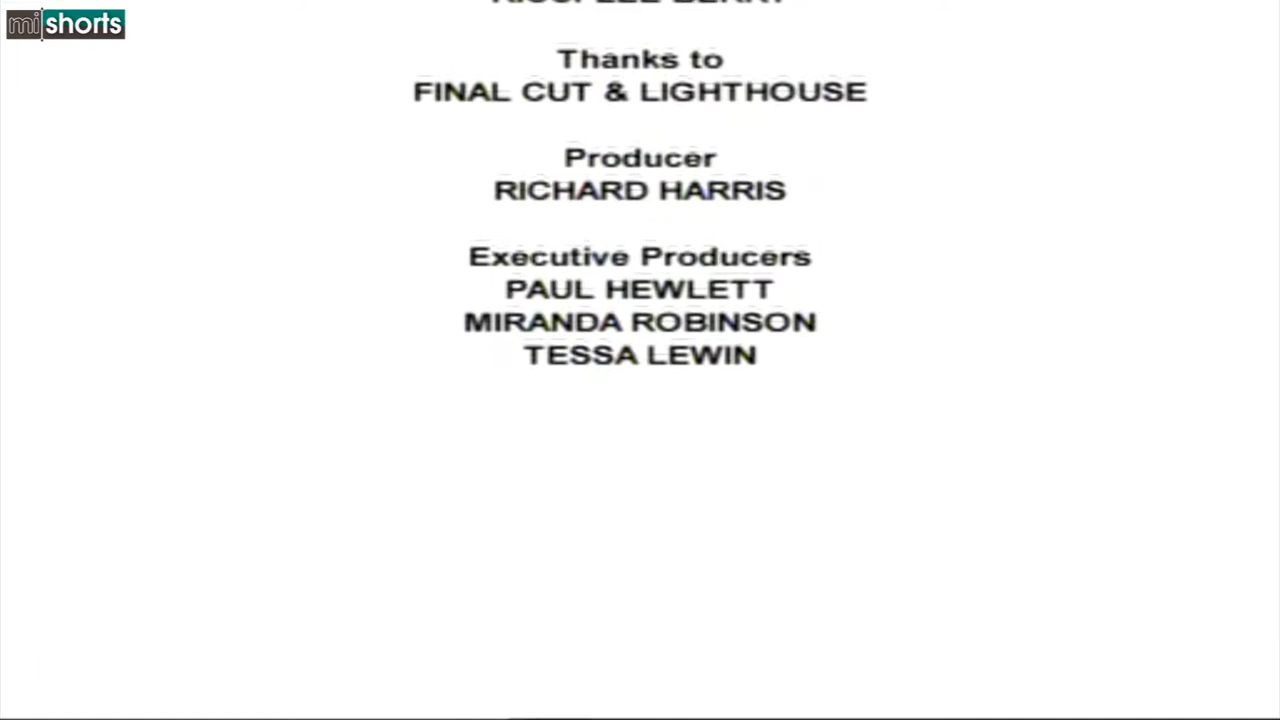 mishorts
Thanks to
FINAL CUT & LIGHTHOUSE
Producer
RICHARD HARRIS
Executive Producers
PAUL HEWLETT
MIRANDA ROBINSON
TESSA LEWIN